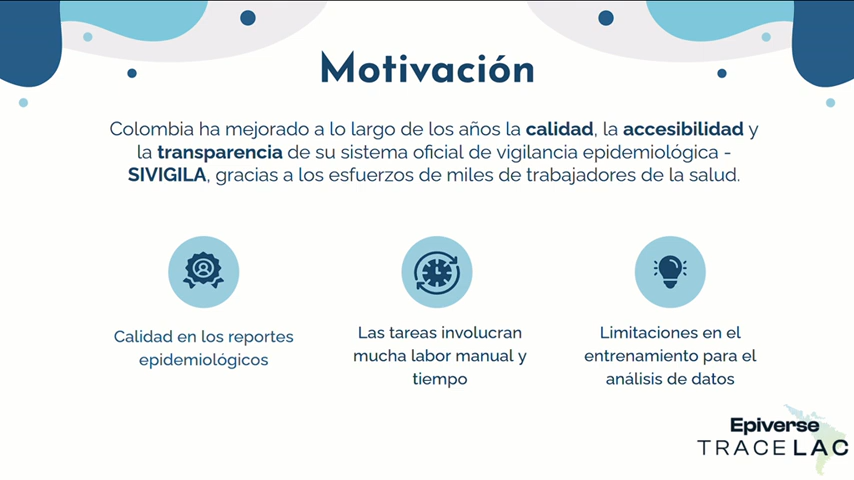 Motivación
Colombia ha mejorado a lo largo de los años la calidad, la accesibilidad y
la transparencia de su sistema oficial de vigilancia epidemiológica -
SIVIGILA, gracias a los esfuerzos de miles de trabajadores de la salud.
Calidad en los reportes
epidemiológicos
Las tareas involucran
mucha labor manual y
tiempo
Limitaciones en el
entrenamiento para el
análisis de datos
Epiverse
TRACELAC